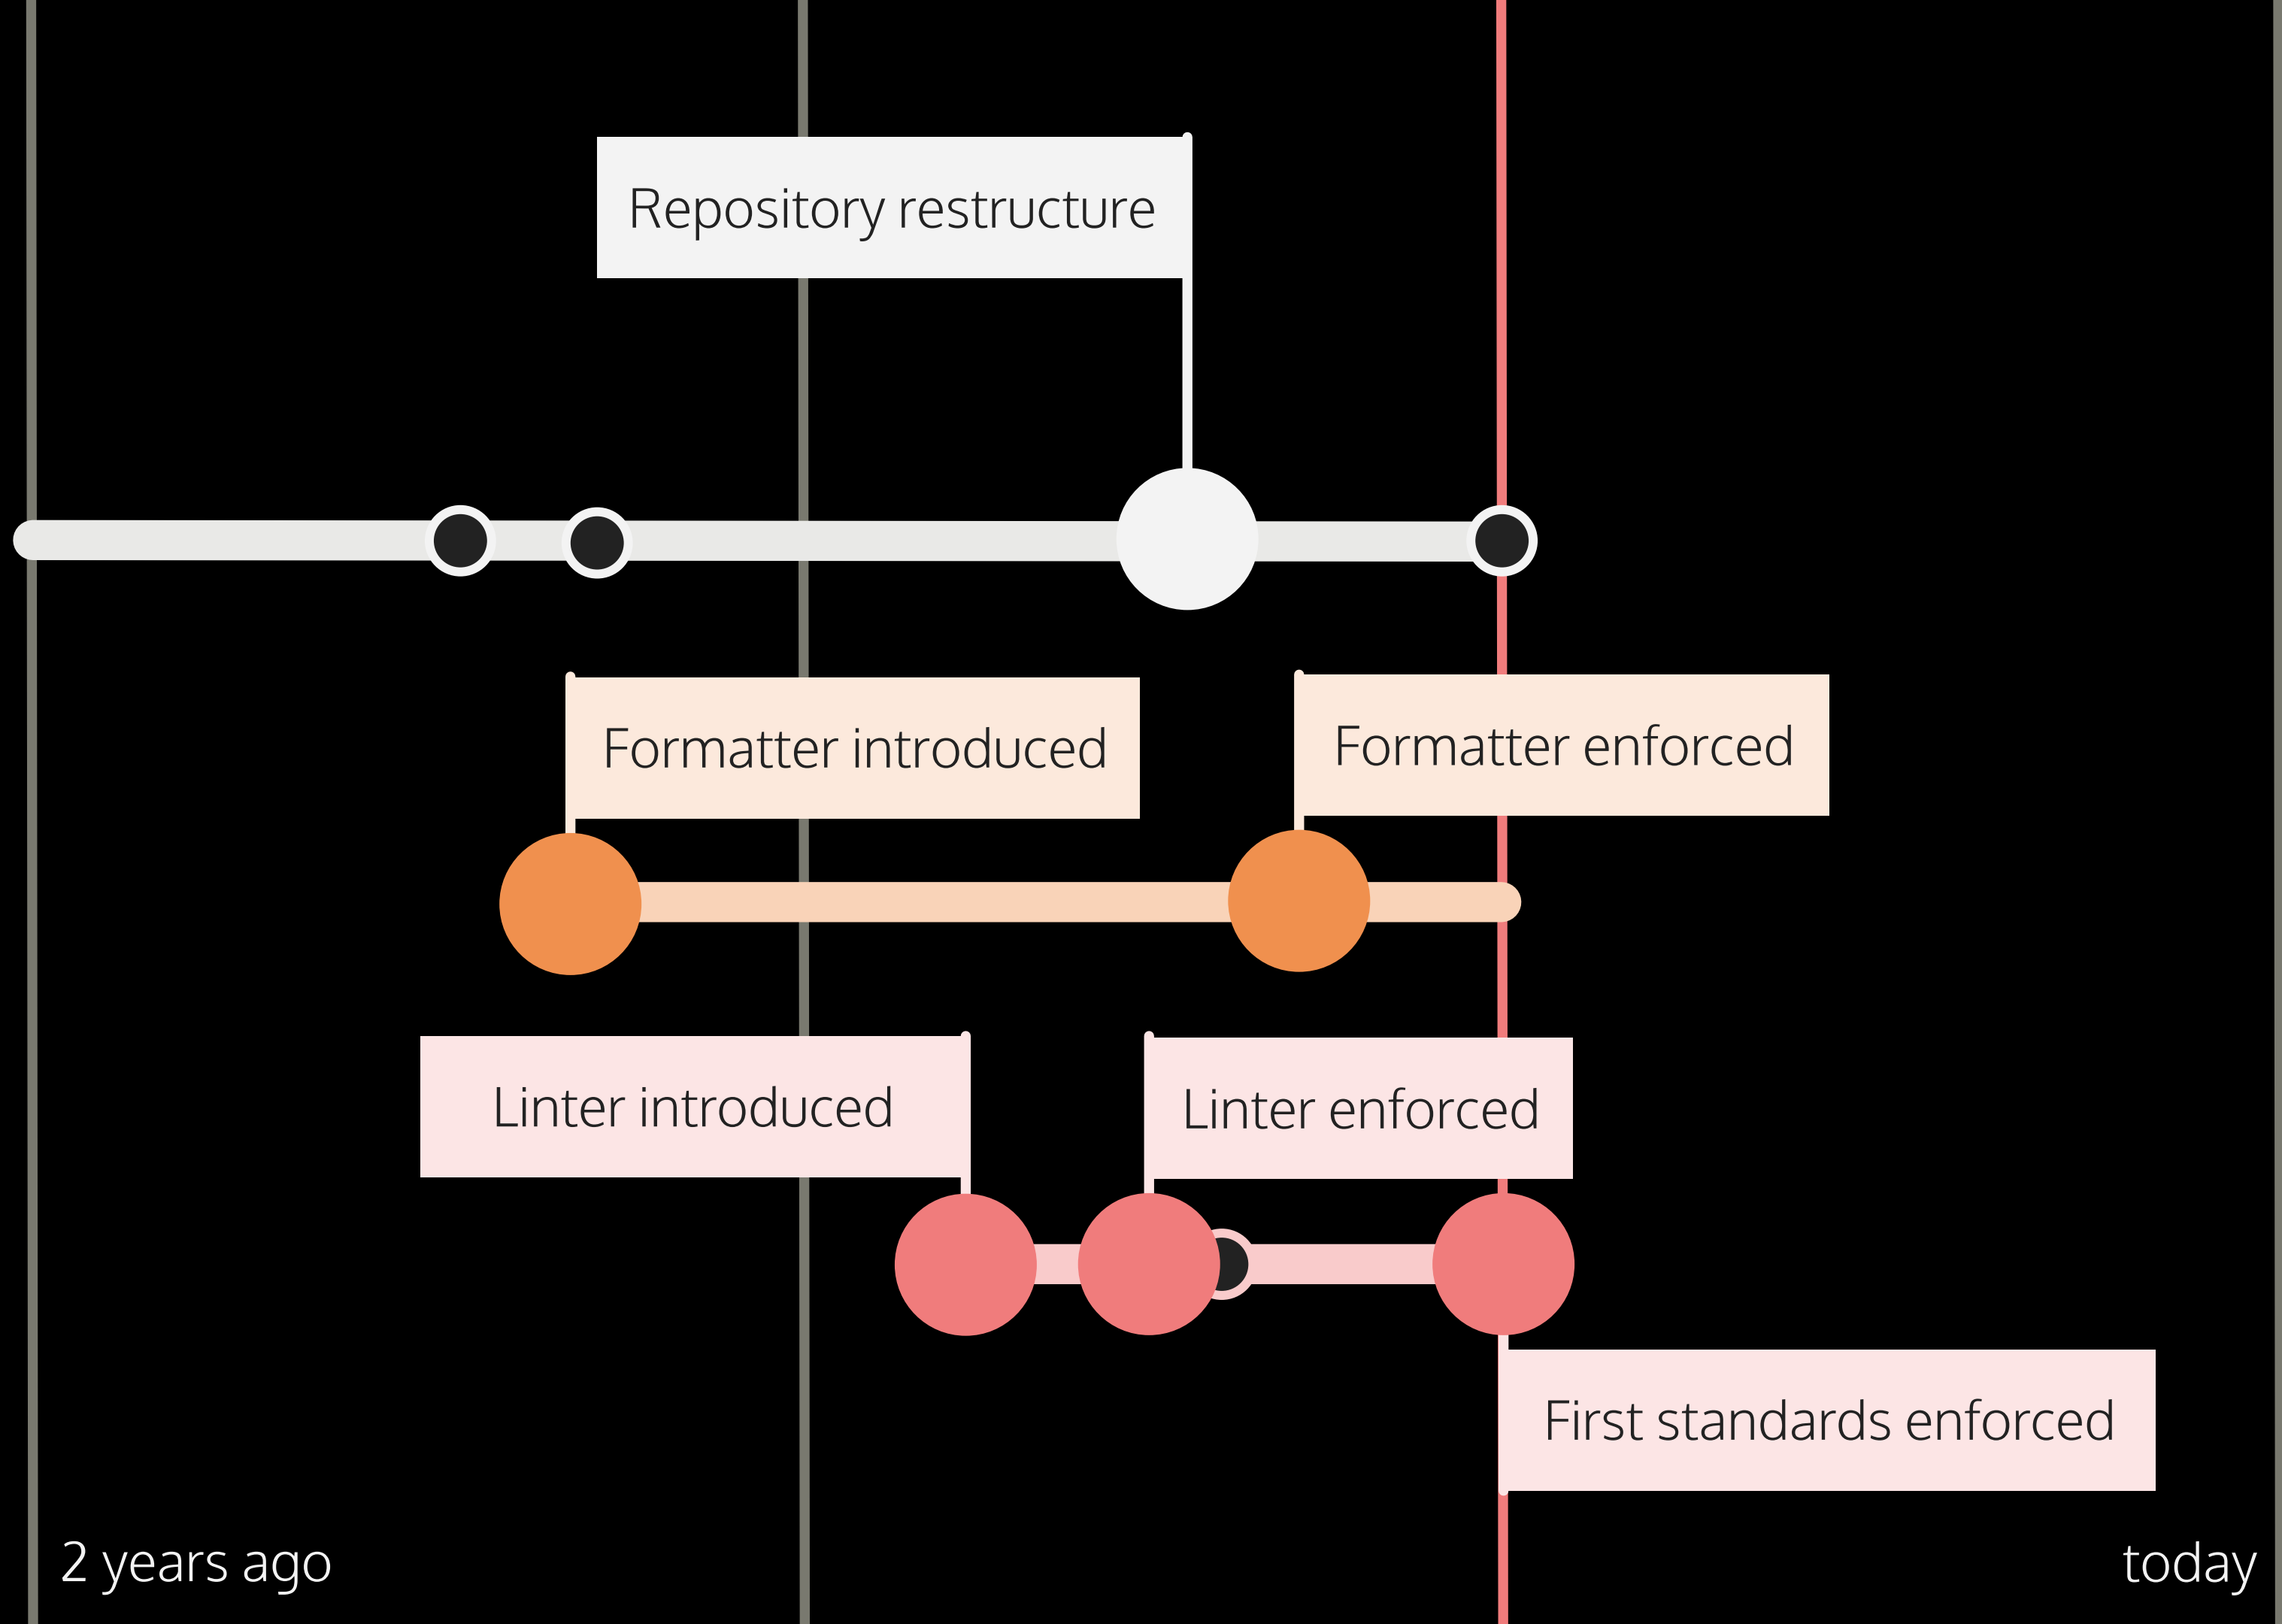 Repository restructure
Formatter introduced
Formatter enforced
Linter introduced
Linter enforced
First standards enforced
2 years ago
today